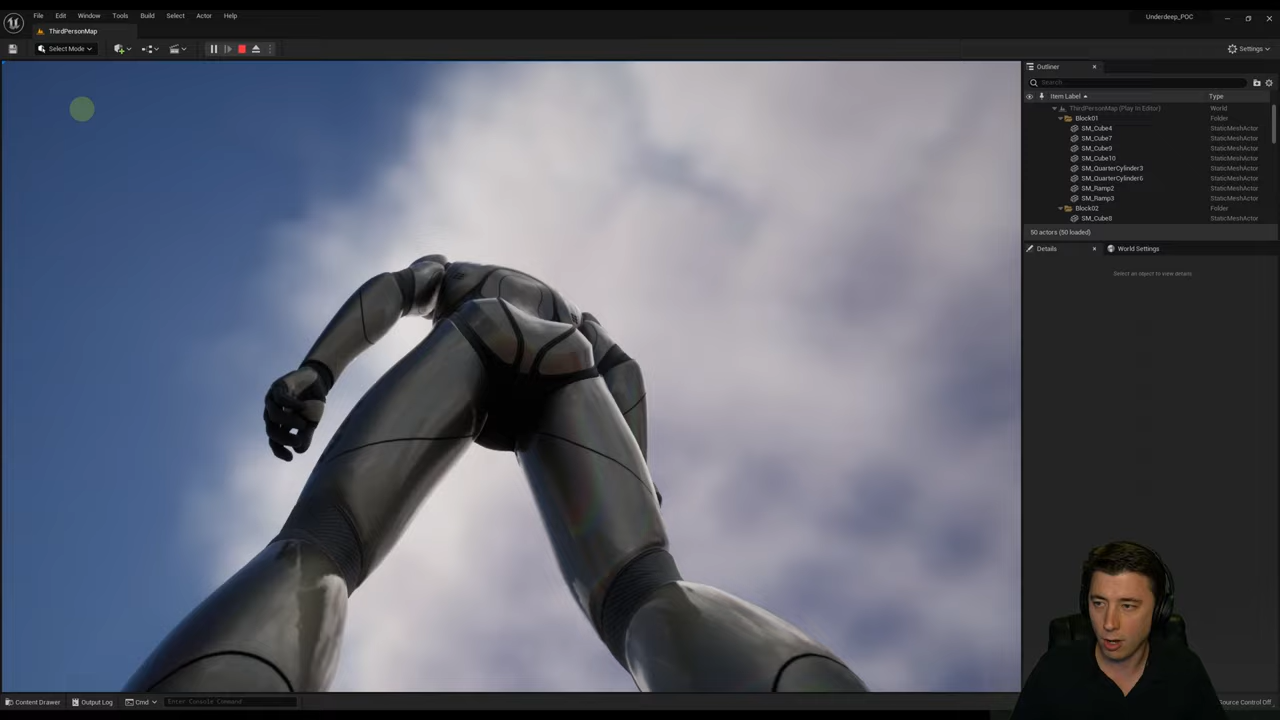 File Edit Window Tools Build Select Actor Help
Underdeep_POC
ThirdPersonMap
Select Mode
Settings
Outliner
Search...
Item Label Type
ThirdPersonMap (Play In Editor) World
Block01 Folder
SM_Cube4 StaticMeshActor
SM_Cube7 StaticMeshActor
SM_Cube9 StaticMeshActor
SM_Cube10 StaticMeshActor
SM_QuarterCylinder3 StaticMeshActor
SM_QuarterCylinder6 StaticMeshActor
SM_Ramp2 StaticMeshActor
SM_Ramp3 StaticMeshActor
Block02 Folder
SM_Cube8 StaticMeshActor
50 actors (50 loaded)
Details World Settings
Select an object to view details.
Content Drawer Output Log Cmd Enter Console Command
Source Control Off